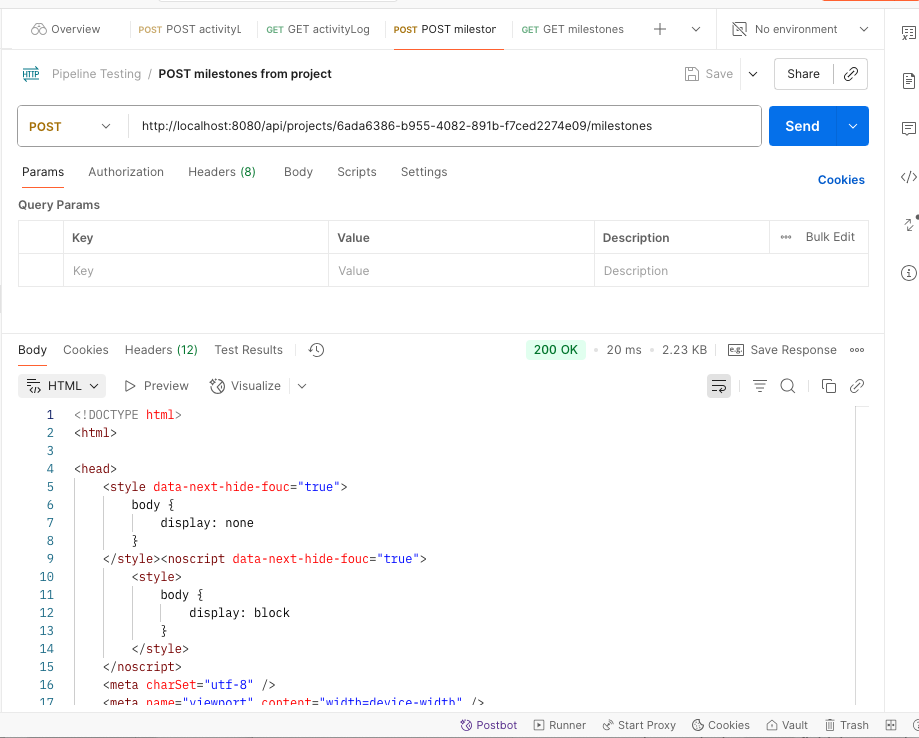 Overview
POST POST activityL
GET GET activityLog
POST POST milestor
GET GET milestones
No environment
HTTP Pipeline Testing / POST milestones from project
Save
Share
POST
http://localhost:8080/api/projects/6ada6386-b955-4082-891b-f7ced2274e09/milestones
Send
Params Authorization Headers (8) Body Scripts Settings
Cookies
Query Params
Key Value Description Bulk Edit
Key Value Description
Body Cookies Headers (12) Test Results
200 OK • 20 ms • 2.23 KB
e.g. Save Response
HTML Preview Visualize
1 <!DOCTYPE html>
2 <html>
3
4 <head>
5 <style data-next-hide-fouc="true">
6 body {
7 display: none
8 }
9 </style><noscript data-next-hide-fouc="true">
10 <style>
11 body {
12 display: block
13 }
14 </style>
15 </noscript>
16 <meta charSet="utf-8" />
17 <meta name="viewport" content="width=device-width" />
Postbot Runner Start Proxy Cookies Vault Trash